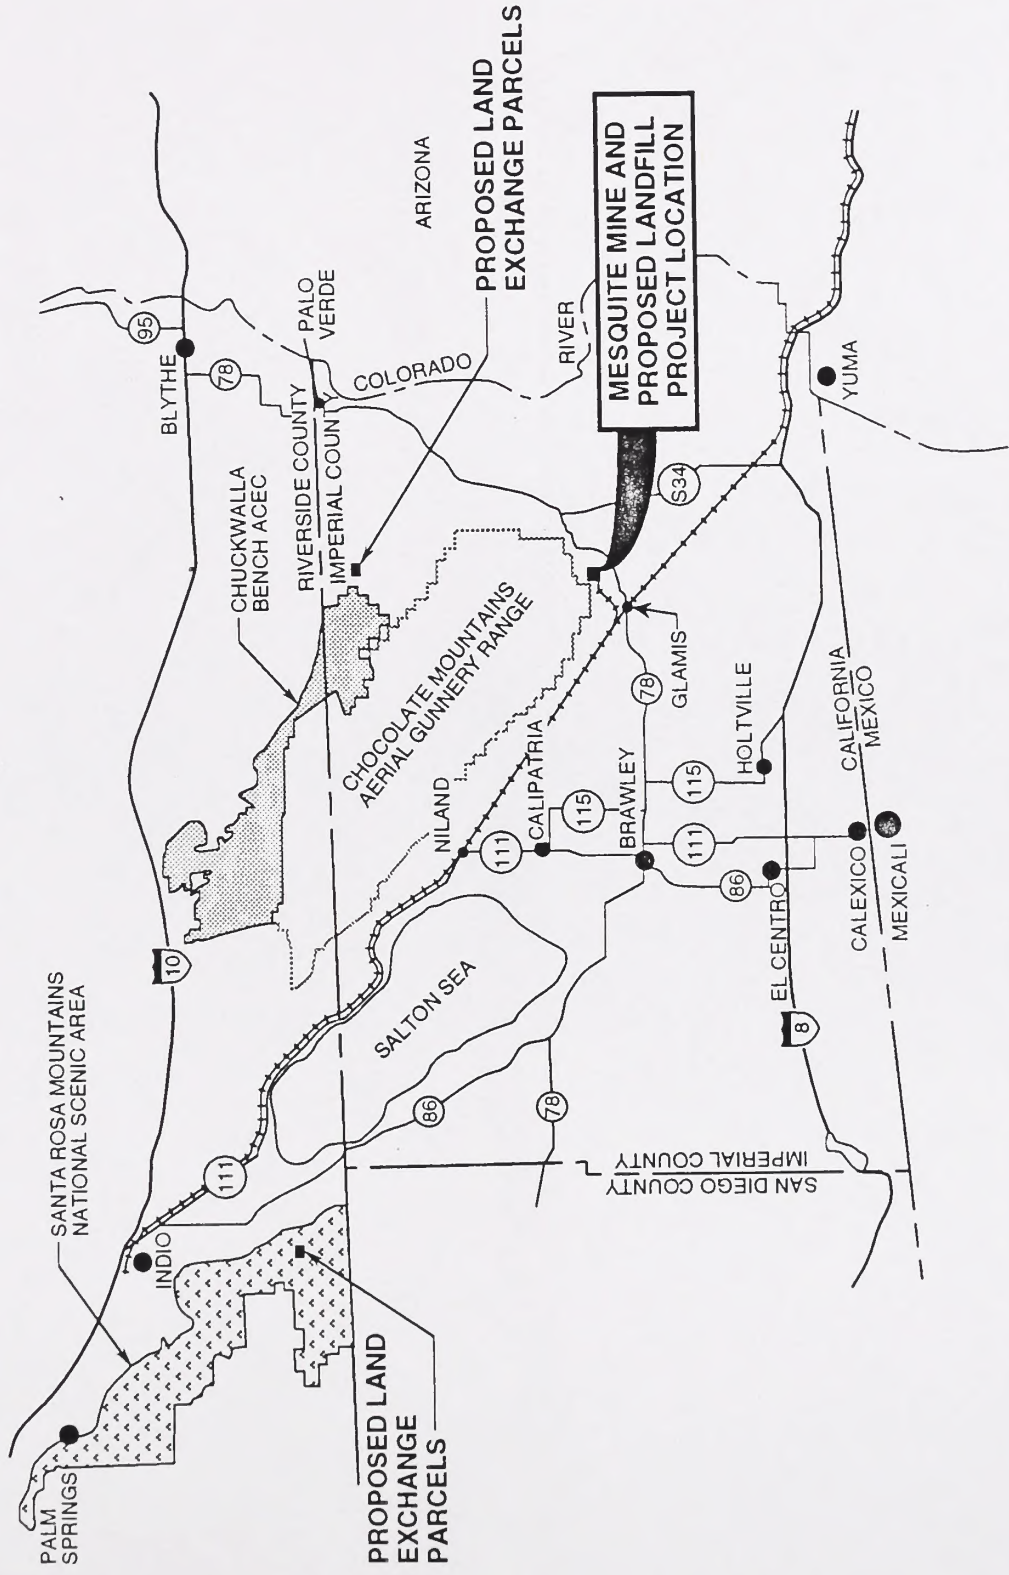 PALM
SPRINGS
SANTA ROSA MOUNTAINS
NATIONAL SCENIC AREA
INDIO
10
111
PROPOSED LAND
EXCHANGE
PARCELS
CHUCKWALLA
BENCH ACEC
BLYTHE
95
78
RIVERSIDE COUNTY
IMPERIAL COUNTY
PALO
VERDE
COLORADO
RIVER
ARIZONA
PROPOSED LAND
EXCHANGE PARCELS
CHOCOLATE MOUNTAINS
AERIAL GUNNERY RANGE
MESQUITE MINE AND
PROPOSED LANDFILL
PROJECT LOCATION
SALTON SEA
86
78
NILAND
111
CALIPATRIA
115
BRAWLEY
78
GLAMIS
S34
115
111
86
HOLTVILLE
EL CENTRO
8
SAN DIEGO COUNTY
IMPERIAL COUNTY
CALEXICO
MEXICALI
CALIFORNIA
MEXICO
YUMA